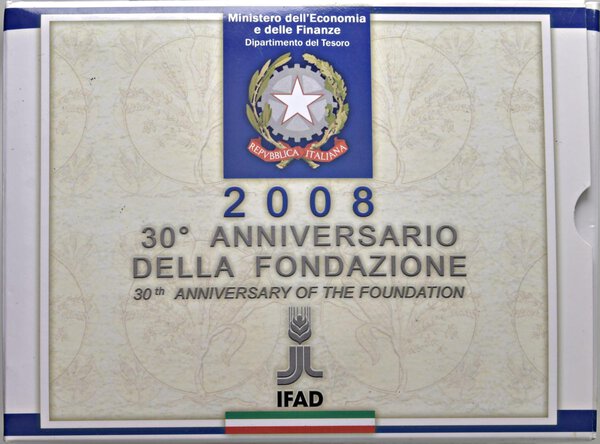 Ministero dell'Economia
e delle Finanze
Dipartimento del Tesoro
REPVBBLICA ITALIANA
2008
30° ANNIVERSARIO
DELLA FONDAZIONE
30th ANNIVERSARY OF THE FOUNDATION
IFAD